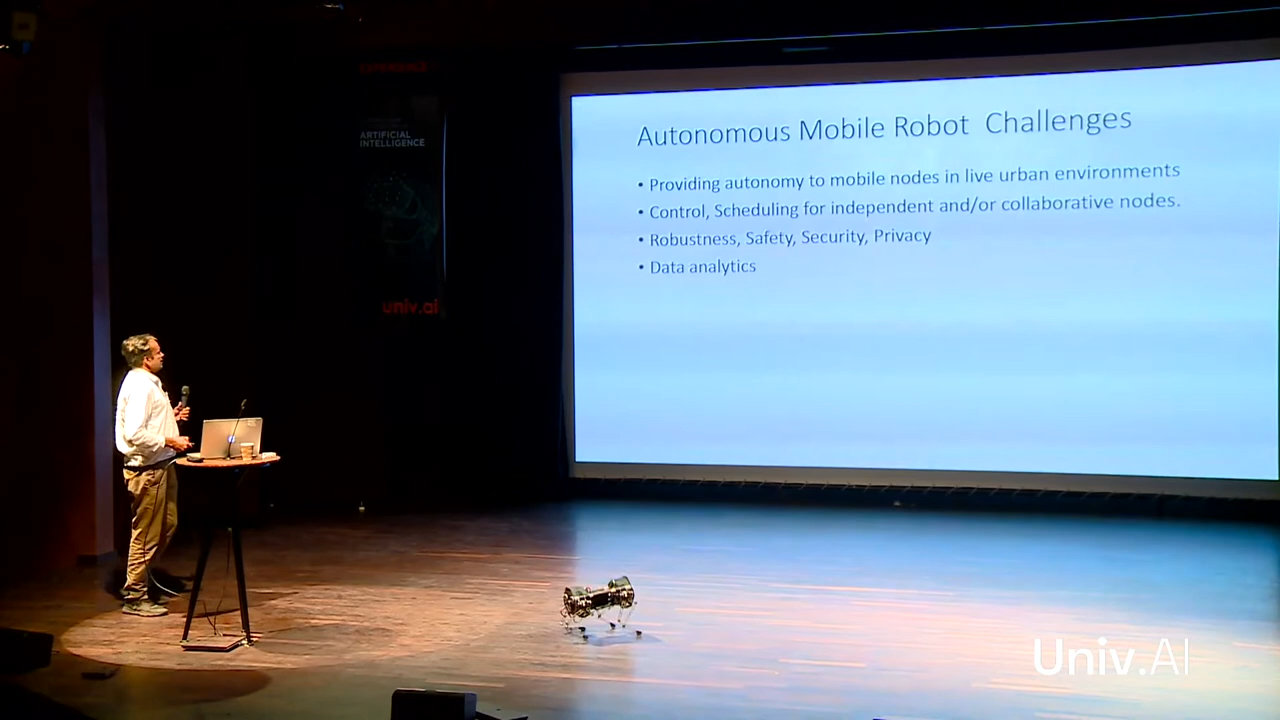 EXPERIENCE
ARTIFICIAL
INTELLIGENCE
univ.ai
Autonomous Mobile Robot Challenges
• Providing autonomy to mobile nodes in live urban environments
• Control, Scheduling for independent and/or collaborative nodes.
• Robustness, Safety, Security, Privacy
• Data analytics
Univ.AI